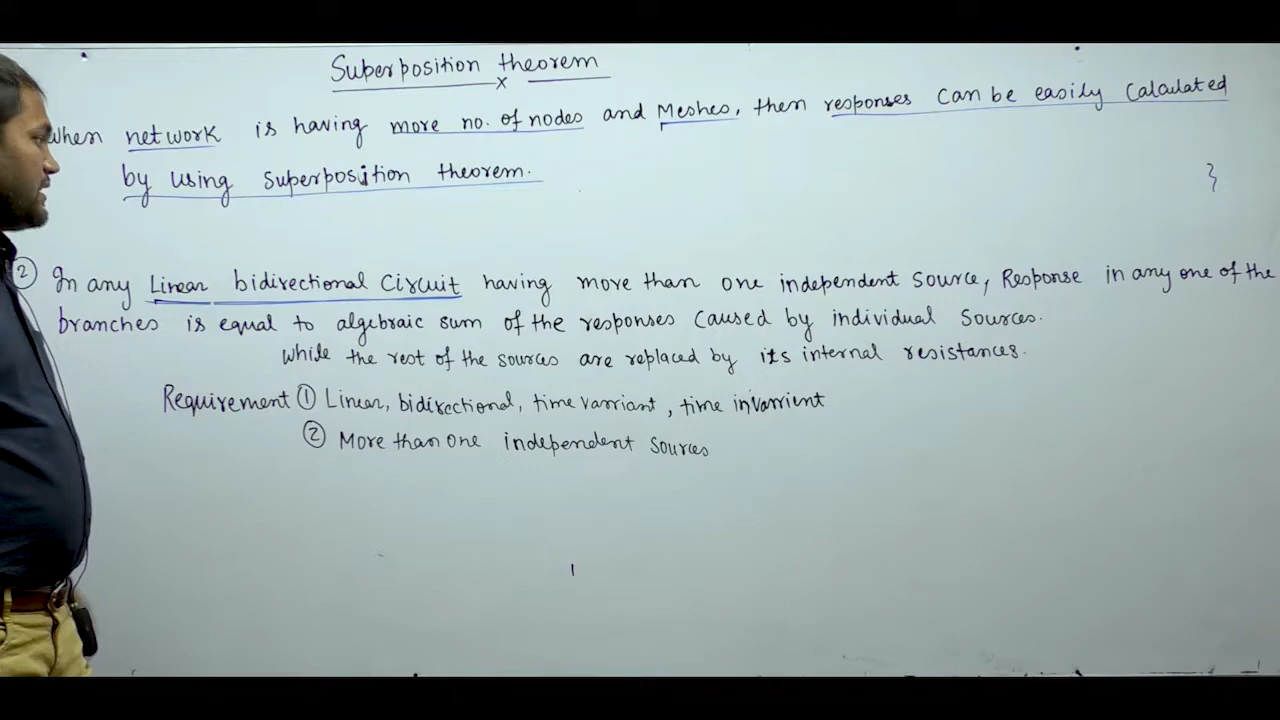 Superposition theorem
x
When network is having more no. of nodes and Meshes, then responses can be easily calculated
by using superposition theorem.
② In any Linear bidirectional Circuit having more than one independent source, Response in any one of the
branches is equal to algebraic sum of the responses caused by individual sources.
while the rest of the sources are replaced by its internal resistances.
Requirement ① Linear, bidirectional, time varriant, time invarrient
② More than one independent sources